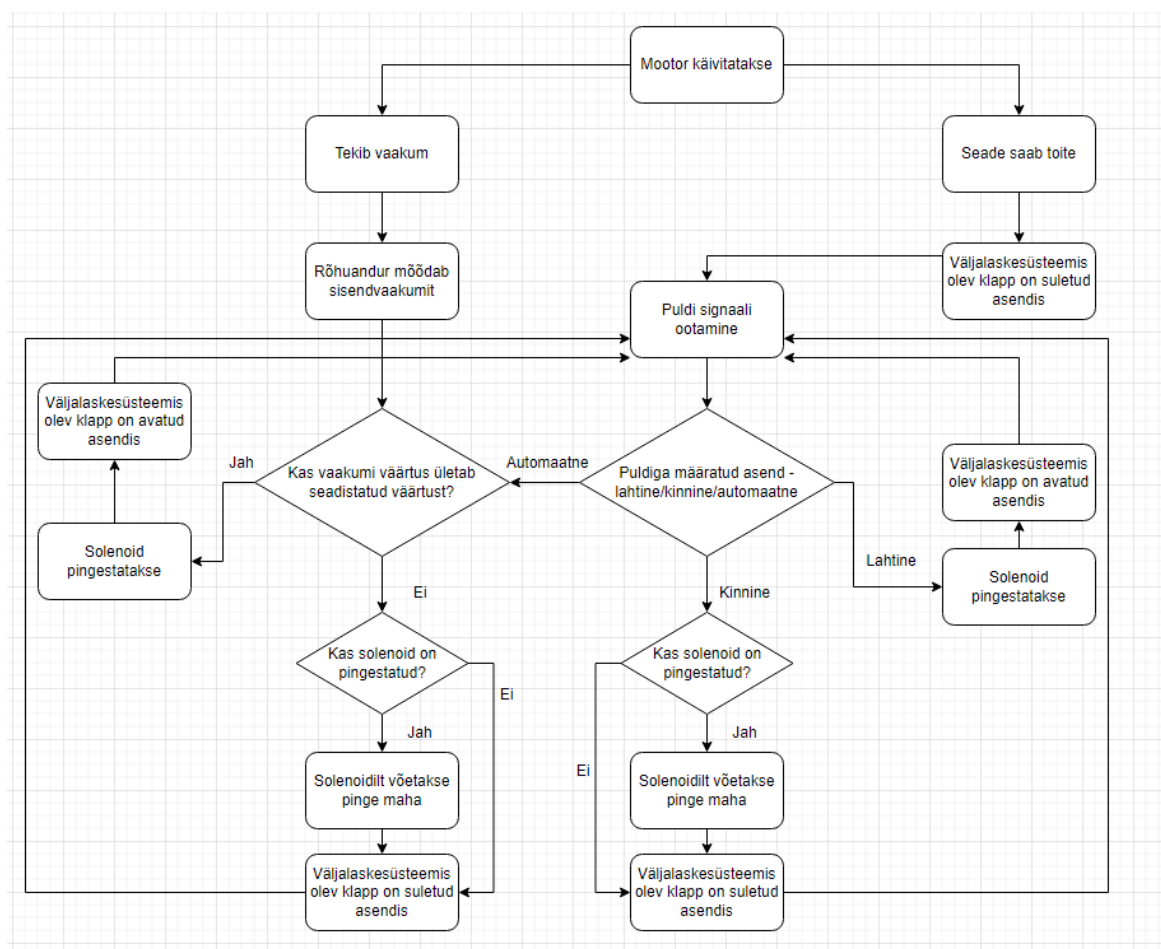 Mootor käivitatakse
Tekib vaakum
Seade saab toite
Rõhuandur mõõdab
sisendvaakumit
Väljalaskesüsteemis
olev klapp on suletud
asendis
Puldi signaali
ootamine
Väljalaskesüsteemis
olev klapp on avatud
asendis
Jah
Kas vaakumi väärtus ületab
seadistatud väärtust?
Automaatne
Puldiga määratud asend -
lahtine/kinnine/automaatne
Väljalaskesüsteemis
olev klapp on avatud
asendis
Solenoid
pingestatakse
Lahtine
Solenoid
pingestatakse
Ei
Kinnine
Kas solenoid on
pingestatud?
Ei
Kas solenoid on
pingestatud?
Jah
Jah
Solenoidilt võetakse
pinge maha
Ei
Solenoidilt võetakse
pinge maha
Väljalaskesüsteemis
olev klapp on suletud
asendis
Väljalaskesüsteemis
olev klapp on suletud
asendis